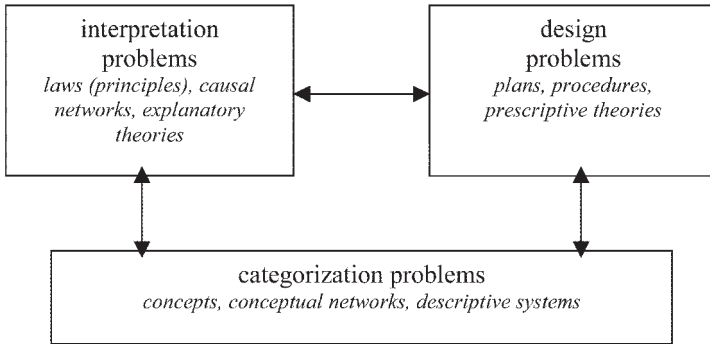 interpretation
problems
laws (principles), causal
networks, explanatory
theories
design
problems
plans, procedures,
prescriptive theories
categorization problems
concepts, conceptual networks, descriptive systems